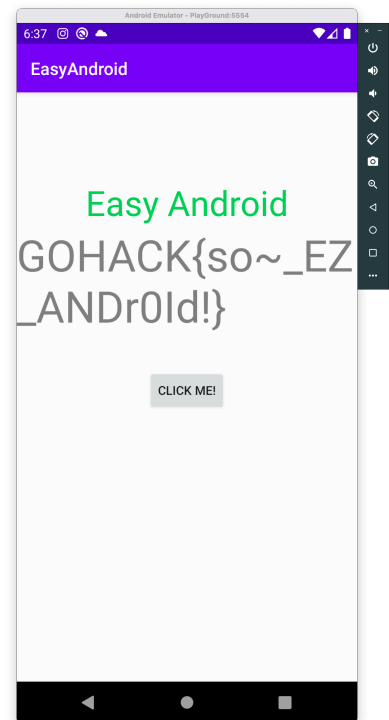 Android Emulator - PlayGround:5554
6:37
EasyAndroid
Easy Android
GOHACK{so~_EZ
_ANDr0Id!}
CLICK ME!